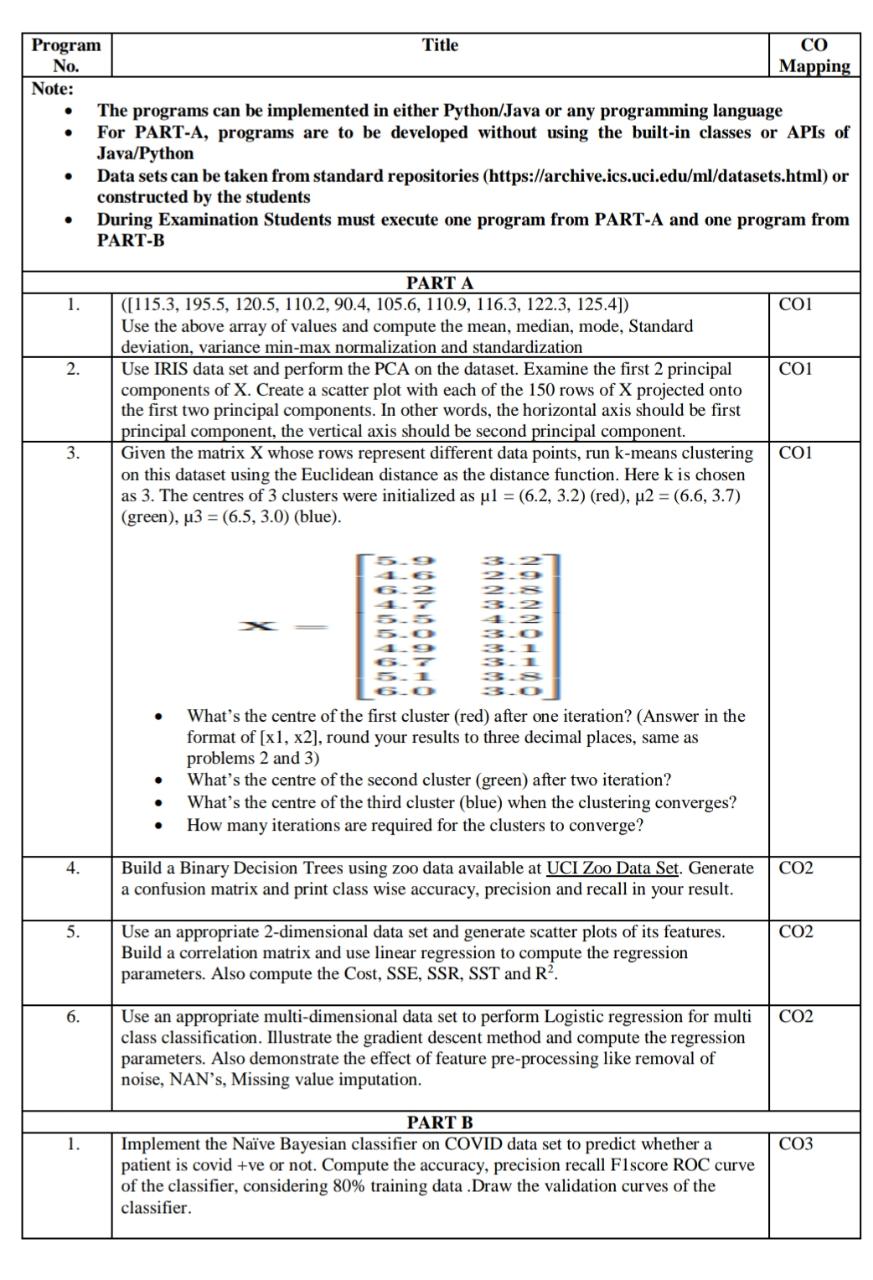 Program No.
Title
CO Mapping
Note:
• The programs can be implemented in either Python/Java or any programming language
• For PART-A, programs are to be developed without using the built-in classes or APIs of
Java/Python
• Data sets can be taken from standard repositories (https://archive.ics.uci.edu/ml/datasets.html) or
constructed by the students
• During Examination Students must execute one program from PART-A and one program from
PART-B
PART A
1. ([115.3, 195.5, 120.5, 110.2, 90.4, 105.6, 110.9, 116.3, 122.3, 125.4]) CO1
Use the above array of values and compute the mean, median, mode, Standard
deviation, variance min-max normalization and standardization
2. Use IRIS data set and perform the PCA on the dataset. Examine the first 2 principal CO1
components of X. Create a scatter plot with each of the 150 rows of X projected onto
the first two principal components. In other words, the horizontal axis should be first
principal component, the vertical axis should be second principal component.
3. Given the matrix X whose rows represent different data points, run k-means clustering CO1
on this dataset using the Euclidean distance as the distance function. Here k is chosen
as 3. The centres of 3 clusters were initialized as µ1 = (6.2, 3.2) (red), µ2 = (6.6, 3.7)
(green), µ3 = (6.5, 3.0) (blue).
5.9 3.2
4.6 2.9
6.2 2.8
4.7 3.2
x = 5.5 4.2
5.0 3.0
4.9 3.1
6.7 3.1
5.1 3.8
6.0 3.0
• What's the centre of the first cluster (red) after one iteration? (Answer in the
format of [x1, x2], round your results to three decimal places, same as
problems 2 and 3)
• What's the centre of the second cluster (green) after two iteration?
• What's the centre of the third cluster (blue) when the clustering converges?
• How many iterations are required for the clusters to converge?
4. Build a Binary Decision Trees using zoo data available at UCI Zoo Data Set. Generate CO2
a confusion matrix and print class wise accuracy, precision and recall in your result.
5. Use an appropriate 2-dimensional data set and generate scatter plots of its features. CO2
Build a correlation matrix and use linear regression to compute the regression
parameters. Also compute the Cost, SSE, SSR, SST and R².
6. Use an appropriate multi-dimensional data set to perform Logistic regression for multi CO2
class classification. Illustrate the gradient descent method and compute the regression
parameters. Also demonstrate the effect of feature pre-processing like removal of
noise, NAN's, Missing value imputation.
PART B
1. Implement the Naïve Bayesian classifier on COVID data set to predict whether a CO3
patient is covid +ve or not. Compute the accuracy, precision recall F1score ROC curve
of the classifier, considering 80% training data .Draw the validation curves of the
classifier.